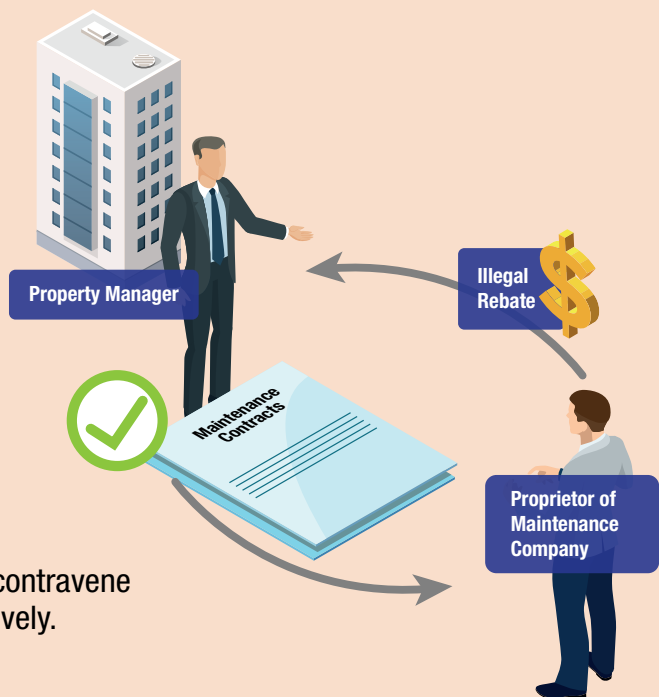 Property Manager
Illegal
Rebate
Maintenance
Contracts
Proprietor of
Maintenance
Company
contravene
vely.